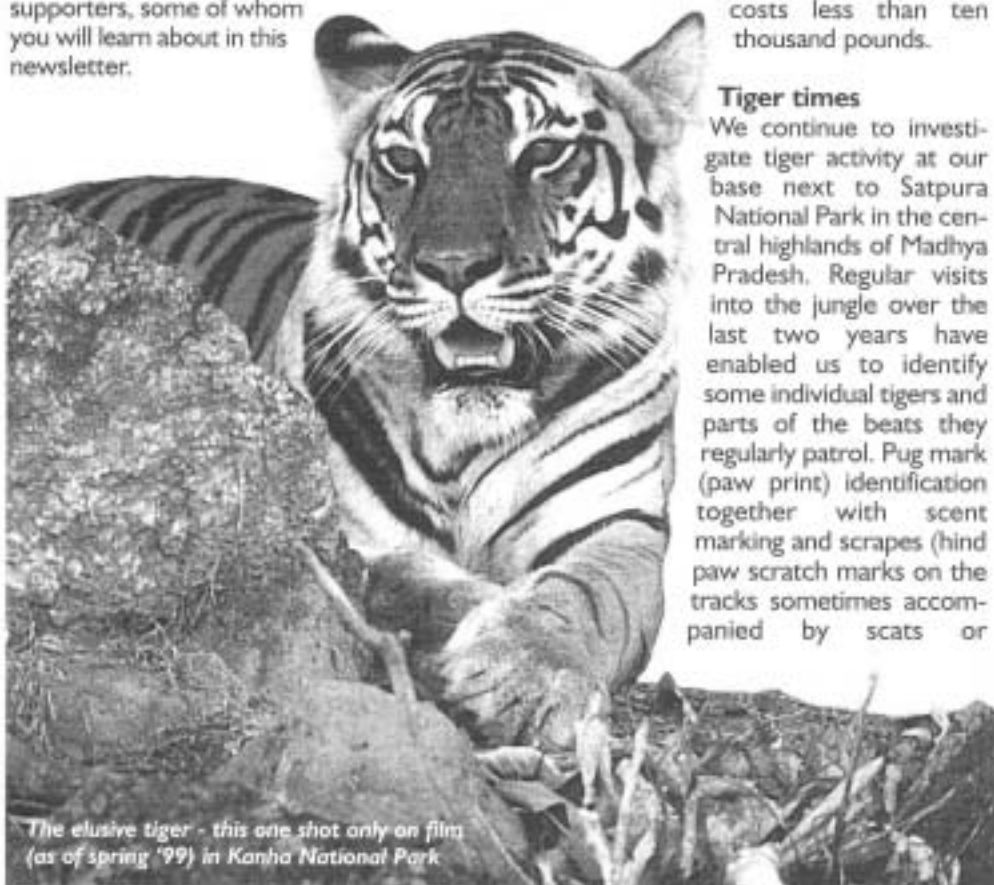 supporters, some of whom
you will learn about in this
newsletter.
costs less than ten
thousand pounds.
Tiger times
We continue to investi-
gate tiger activity at our
base next to Satpura
National Park in the cen-
tral highlands of Madhya
Pradesh. Regular visits
into the jungle over the
last two years have
enabled us to identify
some individual tigers and
parts of the beats they
regularly patrol. Pug mark
(paw print) identification
together with scent
marking and scrapes (hind
paw scratch marks on the
tracks sometimes accom-
panied by scats or
The elusive tiger - this one shot only on film
(as of spring '99) in Kanha National Park